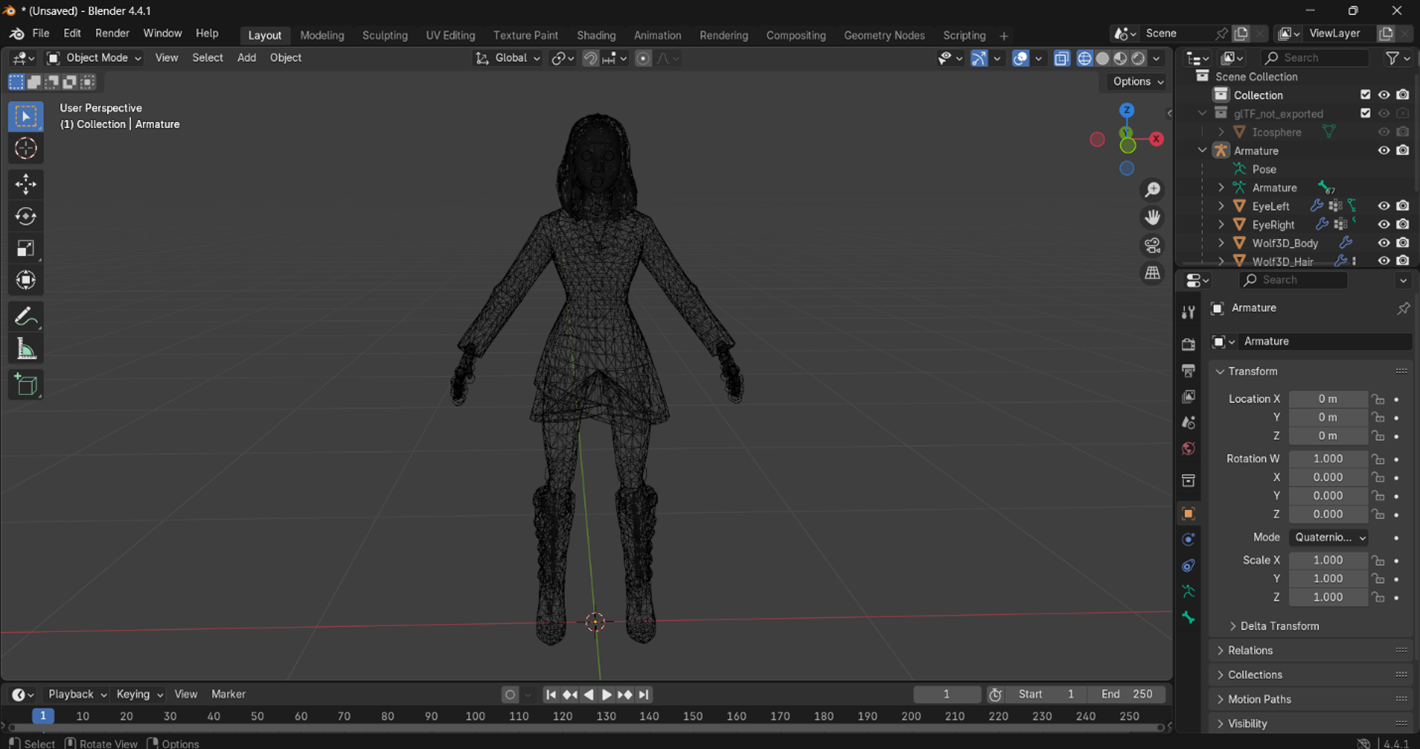 * (Unsaved) - Blender 4.4.1
File Edit Render Window Help Layout Modeling Sculpting UV Editing Texture Paint Shading Animation Rendering Compositing Geometry Nodes Scripting + Scene ViewLayer
Object Mode View Select Add Object Global Search
Options
User Perspective
(1) Collection | Armature
Z
X
Scene Collection
Collection
glTF_not_exported
Icosphere
Armature
Pose
Armature 67
EyeLeft
EyeRight
Wolf3D_Body
Wolf3D_Hair
Search
Armature
Armature
Transform
Location X 0 m
Y 0 m
Z 0 m
Rotation W 1.000
X 0.000
Y 0.000
Z 0.000
Mode Quaternio...
Scale X 1.000
Y 1.000
Z 1.000
Delta Transform
Relations
Collections
Motion Paths
Visibility
Playback Keying View Marker 1 Start 1 End 250
1 10 20 30 40 50 60 70 80 90 100 110 120 130 140 150 160 170 180 190 200 210 220 230 240 250
Select Rotate View Options 4.4.1